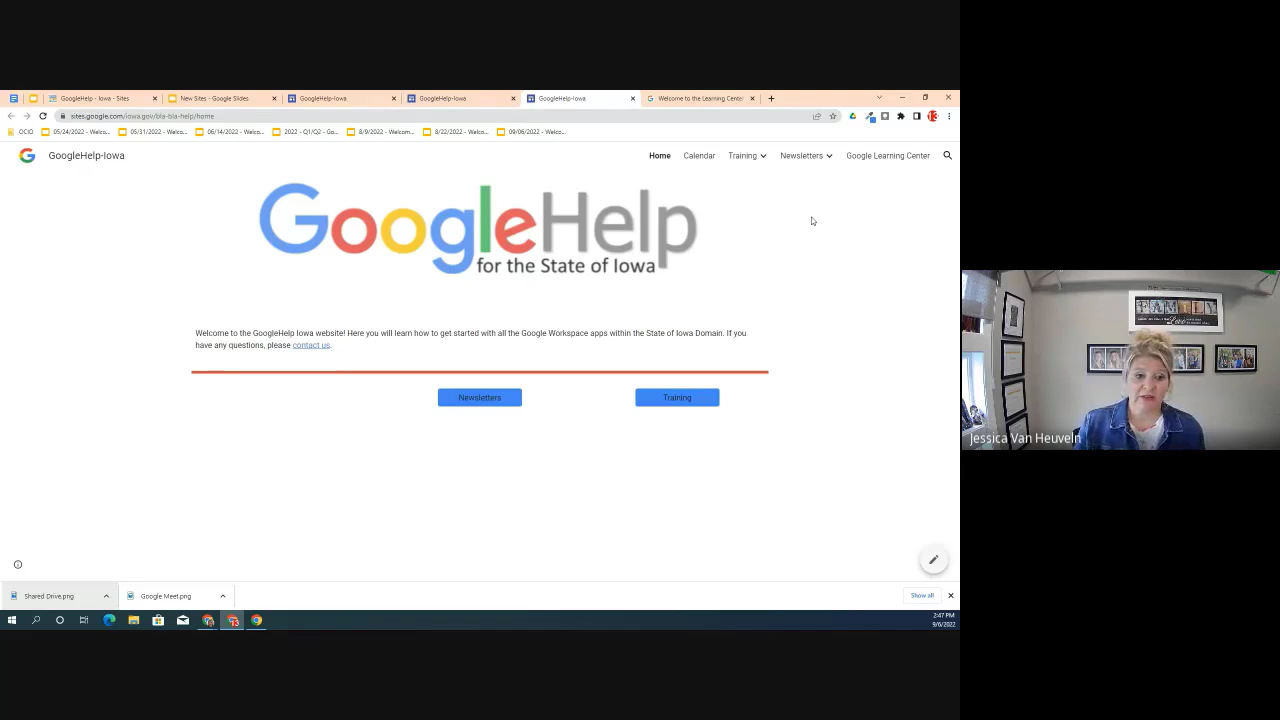 GoogleHelp - Iowa - Sites
New Sites - Google Slides
GoogleHelp-Iowa
GoogleHelp-Iowa
GoogleHelp-Iowa
Welcome to the Learning Cente
sites.google.com/iowa.gov/bla-bla-help/home
OCIO
05/24/2022 - Welco...
05/31/2022 - Welco...
06/14/2022 - Welco...
2022 - Q1/Q2 - Go...
8/9/2022 - Welcom...
8/22/2022 - Welco...
09/06/2022 - Welco...
GoogleHelp-Iowa
Home
Calendar
Training
Newsletters
Google Learning Center
GoogleHelp
for the State of Iowa
Welcome to the GoogleHelp Iowa website! Here you will learn how to get started with all the Google Workspace apps within the State of Iowa Domain. If you
have any questions, please contact us.
Newsletters
Training
Shared Drive.png
Google Meet.png
Show all
2:47 PM
9/6/2022
Jessica Van Heuveln